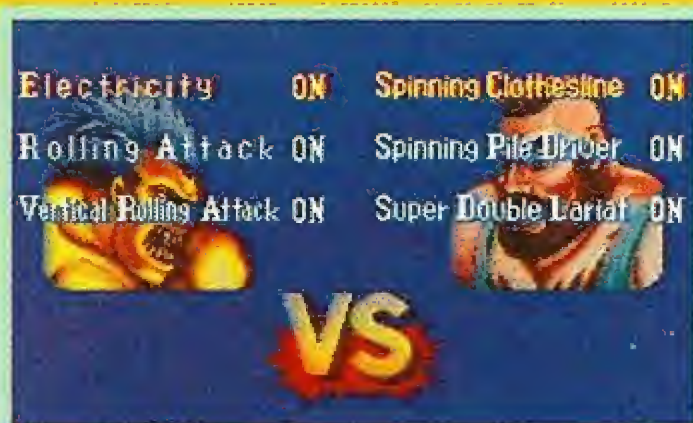 Electricity ON
Rolling Attack ON
Vertical Rolling Attack ON
Spinning Clothesline ON
Spinning Pile Driver ON
Super Double Lariat ON
VS